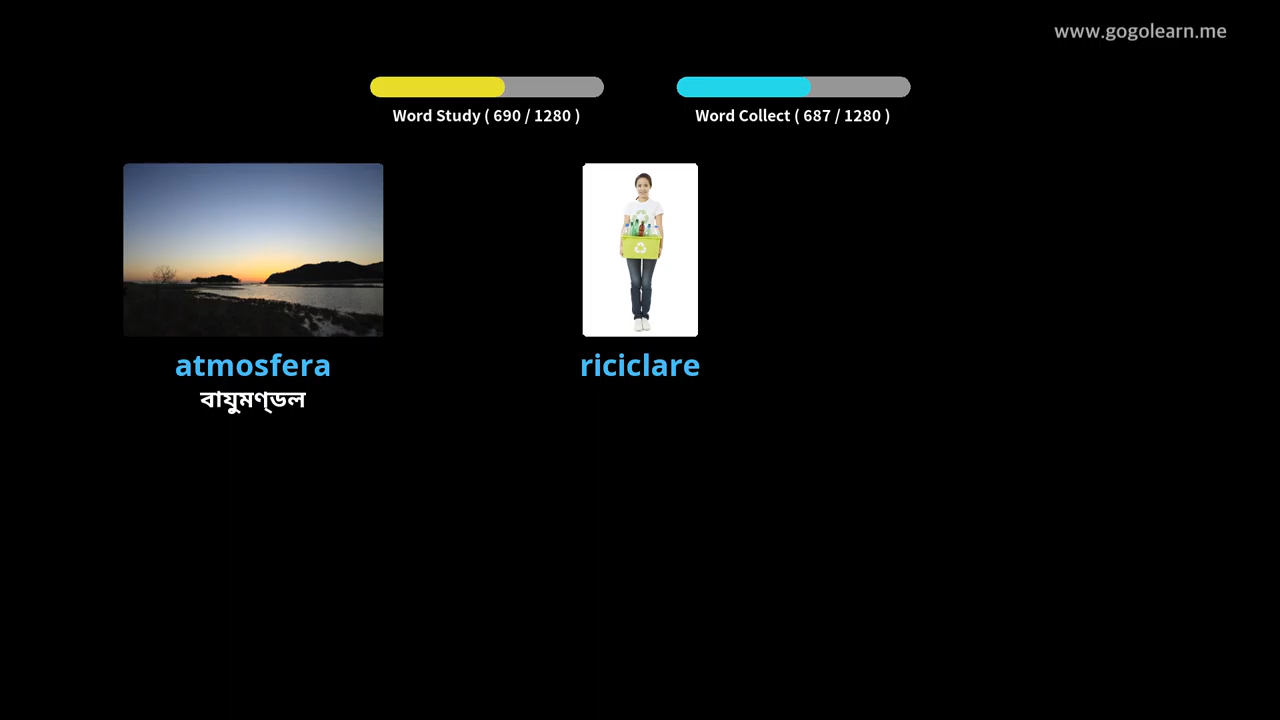 www.gogolearn.me
Word Study ( 690 / 1280 )
Word Collect ( 687 / 1280 )
atmosfera
riciclare
বাযুমণ্ডল